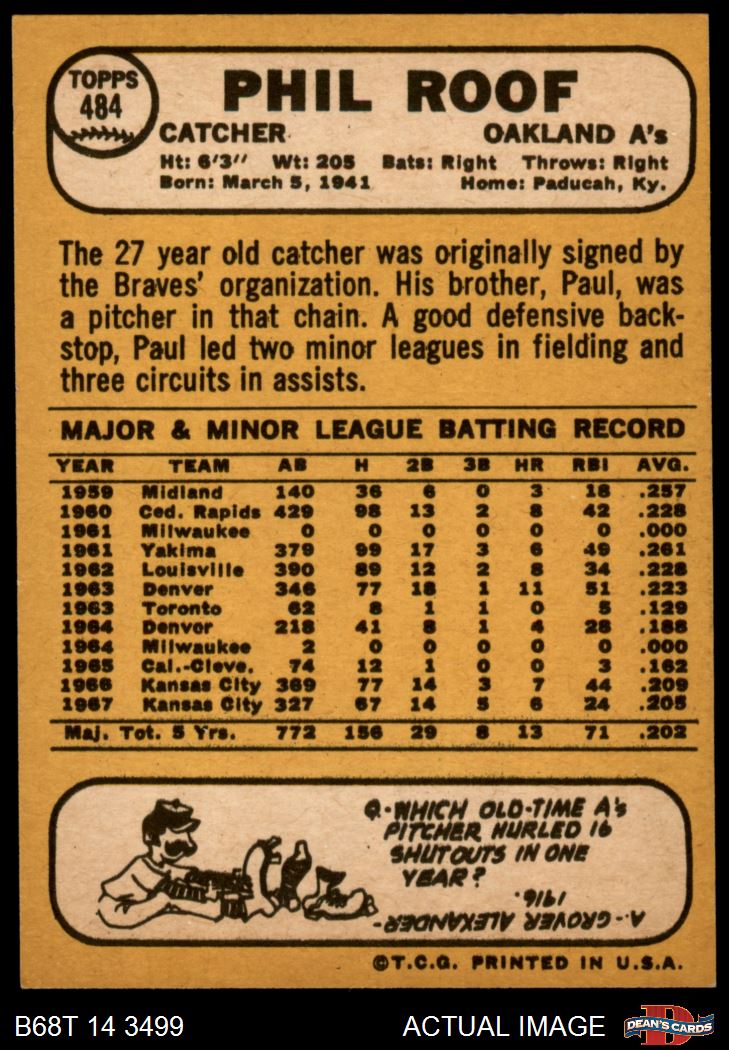 TOPPS
484
PHIL ROOF
CATCHER OAKLAND A's
Ht: 6'3" Wt: 205 Bats: Right Throws: Right
Born: March 5, 1941 Home: Paducah, Ky.
The 27 year old catcher was originally signed by
the Braves' organization. His brother, Paul, was
a pitcher in that chain. A good defensive back-
stop, Paul led two minor leagues in fielding and
three circuits in assists.
MAJOR & MINOR LEAGUE BATTING RECORD
YEAR TEAM AB H 2B 3B HR RBI AVG.
1959 Midland 140 36 6 0 3 18 .257
1960 Ced. Rapids 429 98 13 2 8 42 .228
1961 Milwaukee 0 0 0 0 0 0 .000
1961 Yakima 379 99 17 3 6 49 .261
1962 Louisville 390 89 12 2 8 34 .228
1963 Denver 346 77 18 1 11 51 .223
1963 Toronto 62 8 1 1 0 5 .129
1964 Denver 218 41 8 1 4 28 .188
1964 Milwaukee 2 0 0 0 0 0 .000
1965 Cal.-Cleve. 74 12 1 0 0 3 .162
1966 Kansas City 369 77 14 3 7 44 .209
1967 Kansas City 327 67 14 5 6 24 .205
Maj. Tot. 5 Yrs. 772 156 29 8 13 71 .202
Q-WHICH OLD-TIME A's
PITCHER HURLED 16
SHUTOUTS IN ONE
YEAR?
A-GROVER ALEXANDER-
1916.
©T.C.G. PRINTED IN U.S.A.
B68T 14 3499 ACTUAL IMAGE
D
DEAN'S CARDS